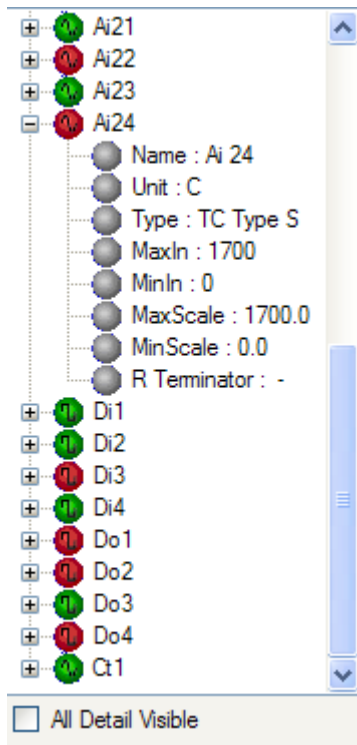 Ai21
Ai22
Ai23
Ai24
Name : Ai 24
Unit : C
Type : TC Type S
MaxIn : 1700
MinIn : 0
MaxScale : 1700.0
MinScale : 0.0
R Terminator : -
Di1
Di2
Di3
Di4
Do1
Do2
Do3
Do4
Ct1
All Detail Visible